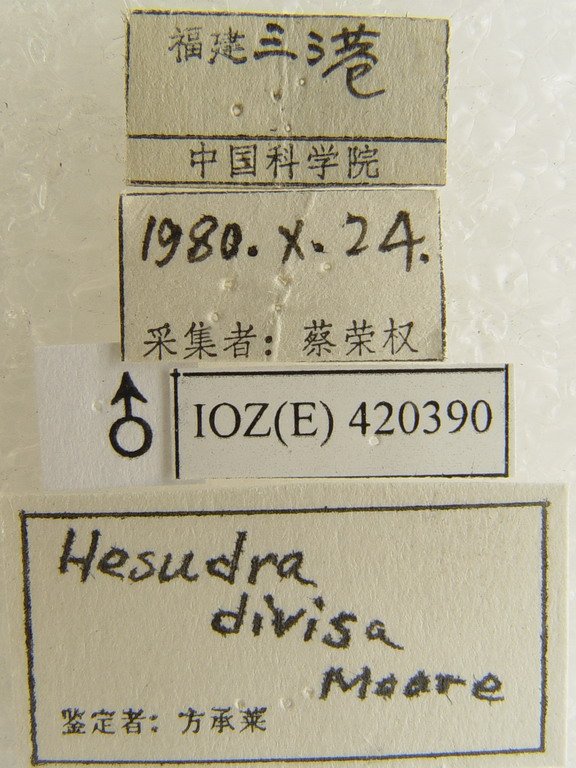 福建三港
中国科学院
1980. X. 24.
采集者: 蔡荣权
♂
IOZ(E) 420390
Hesudra
divisa
Moore
鉴定者: 方承莱